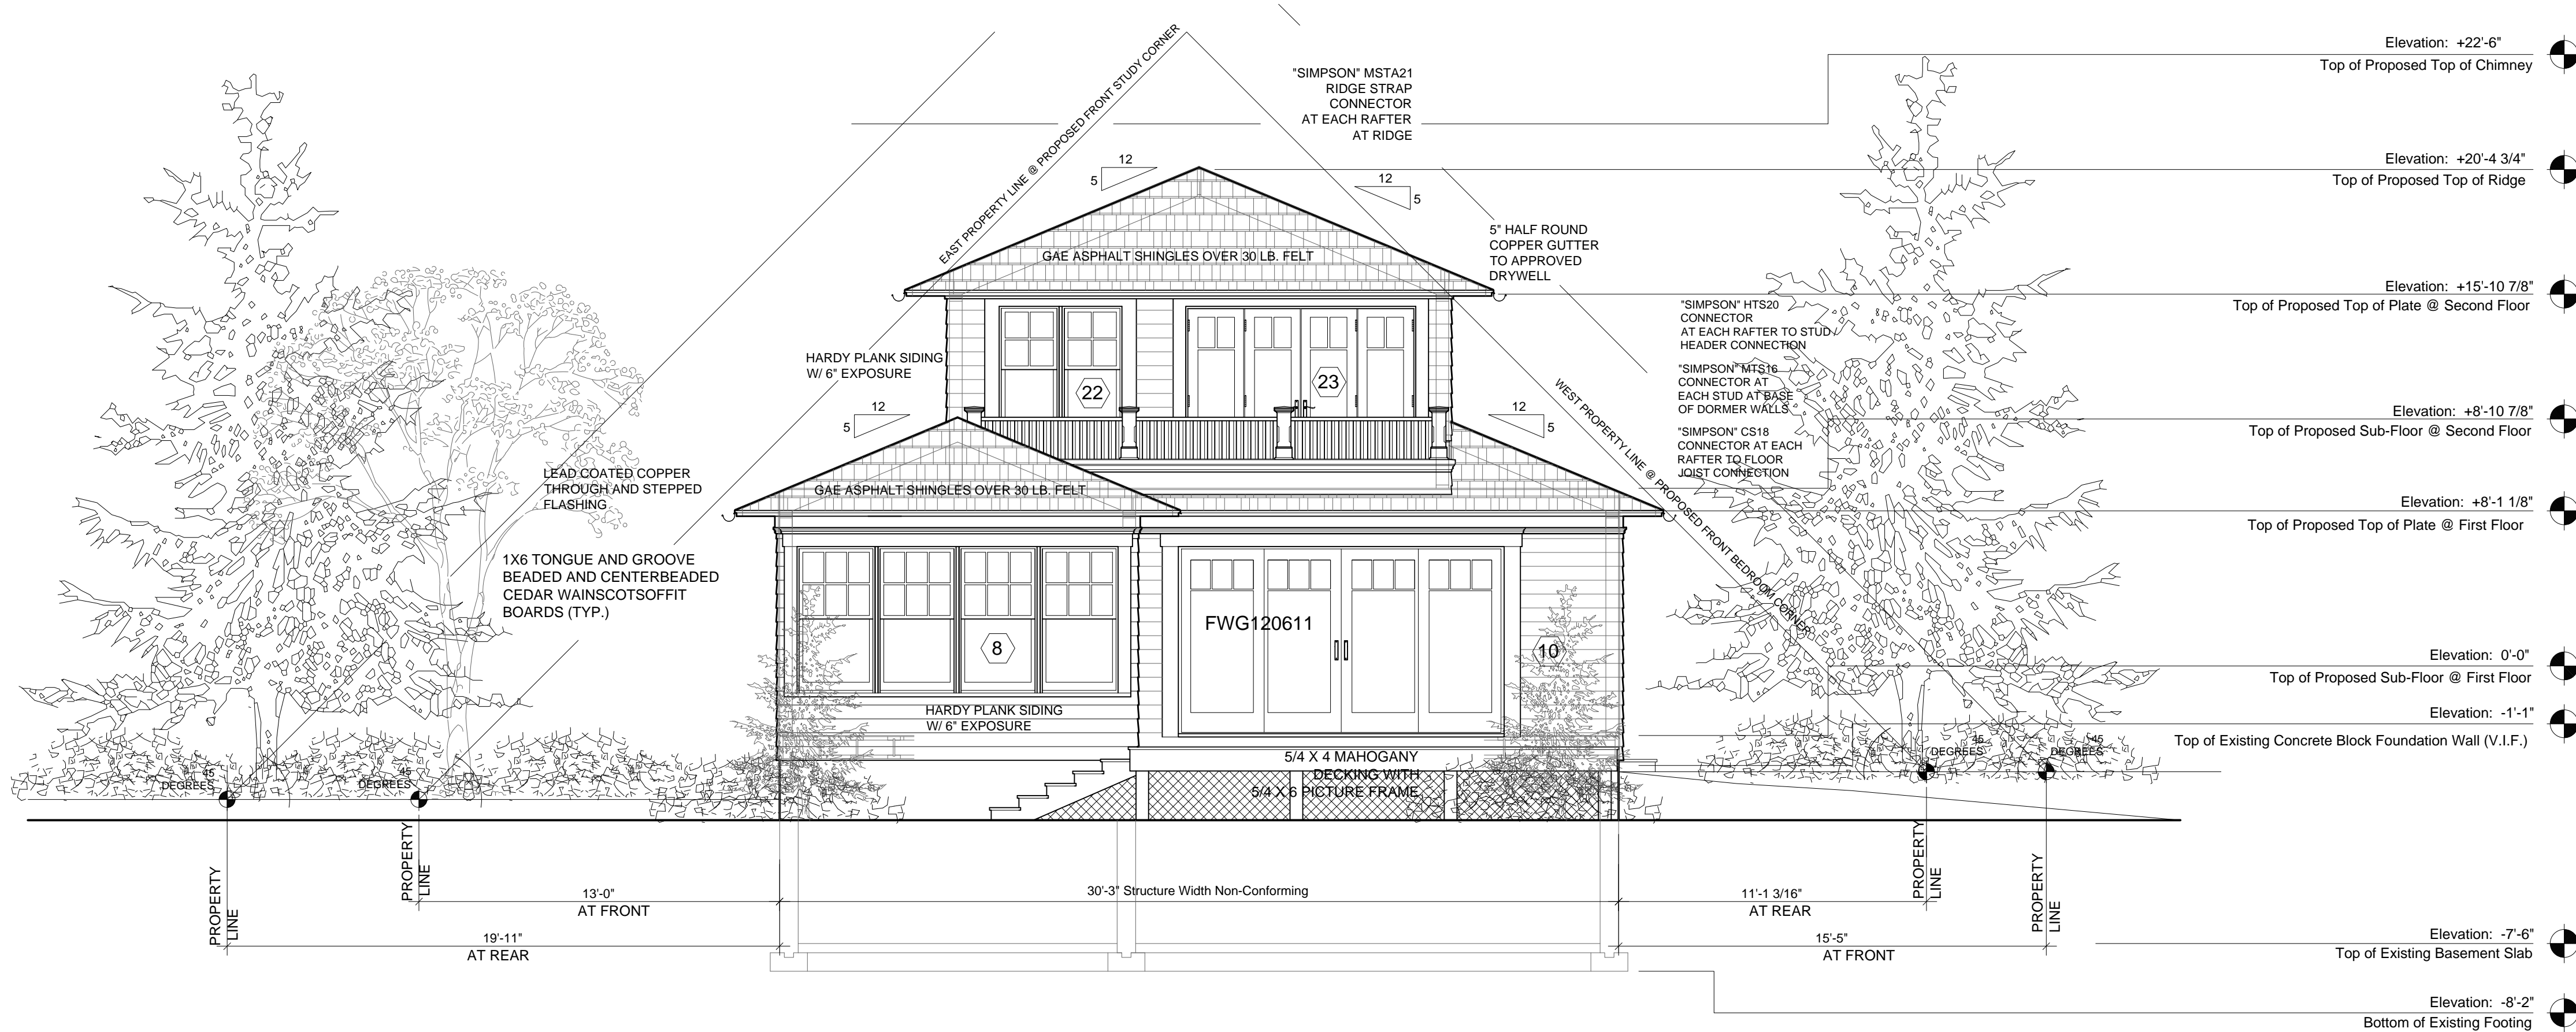 EAST PROPERTY LINE @ PROPOSED FRONT STUDY CORNER
"SIMPSON" MSTA21
RIDGE STRAP
CONNECTOR
AT EACH RAFTER
AT RIDGE
Elevation: +22'-6"
Top of Proposed Top of Chimney
12
5
12
5
Elevation: +20'-4 3/4"
Top of Proposed Top of Ridge
5" HALF ROUND
COPPER GUTTER
TO APPROVED
DRYWELL
GAE ASPHALT SHINGLES OVER 30 LB. FELT
Elevation: +15'-10 7/8"
Top of Proposed Top of Plate @ Second Floor
"SIMPSON" HTS20
CONNECTOR
AT EACH RAFTER TO STUD/
HEADER CONNECTION
"SIMPSON" MTS16
CONNECTOR AT
EACH STUD AT BASE
OF DORMER WALLS
"SIMPSON" CS18
CONNECTOR AT EACH
RAFTER TO FLOOR
JOIST CONNECTION
HARDY PLANK SIDING
W/ 6" EXPOSURE
22
23
12
5
12
5
WEST PROPERTY LINE @ PROPOSED FRONT BEDROOM CORNER
Elevation: +8'-10 7/8"
Top of Proposed Sub-Floor @ Second Floor
LEAD COATED COPPER
THROUGH AND STEPPED
FLASHING
GAE ASPHALT SHINGLES OVER 30 LB. FELT
Elevation: +8'-1 1/8"
Top of Proposed Top of Plate @ First Floor
1X6 TONGUE AND GROOVE
BEADED AND CENTERBEADED
CEDAR WAINSCOTSOFFIT
BOARDS (TYP.)
FWG120611
8
10
Elevation: 0'-0"
Top of Proposed Sub-Floor @ First Floor
HARDY PLANK SIDING
W/ 6" EXPOSURE
Elevation: -1'-1"
Top of Existing Concrete Block Foundation Wall (V.I.F.)
5/4 X 4 MAHOGANY
DECKING WITH
5/4 X 6 PICTURE FRAME
45
DEGREES
45
DEGREES
45
DEGREES
45
DEGREES
PROPERTY
LINE
PROPERTY
LINE
PROPERTY
LINE
PROPERTY
LINE
13'-0"
AT FRONT
30'-3" Structure Width Non-Conforming
11'-1 3/16"
AT REAR
19'-11"
AT REAR
15'-5"
AT FRONT
Elevation: -7'-6"
Top of Existing Basement Slab
Elevation: -8'-2"
Bottom of Existing Footing